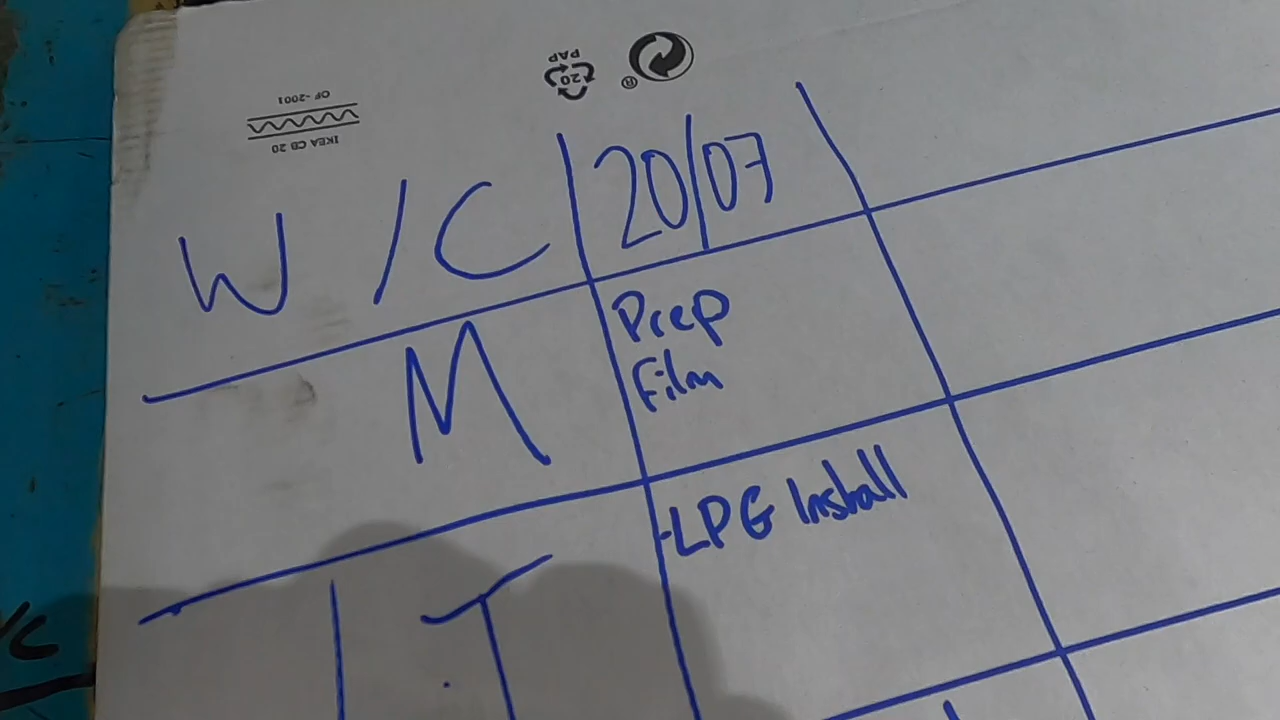 20
PAP
®
OF -2001
IKEA CB 20
W/C 20/07
M Prep
Film
T -LPG Install
/C